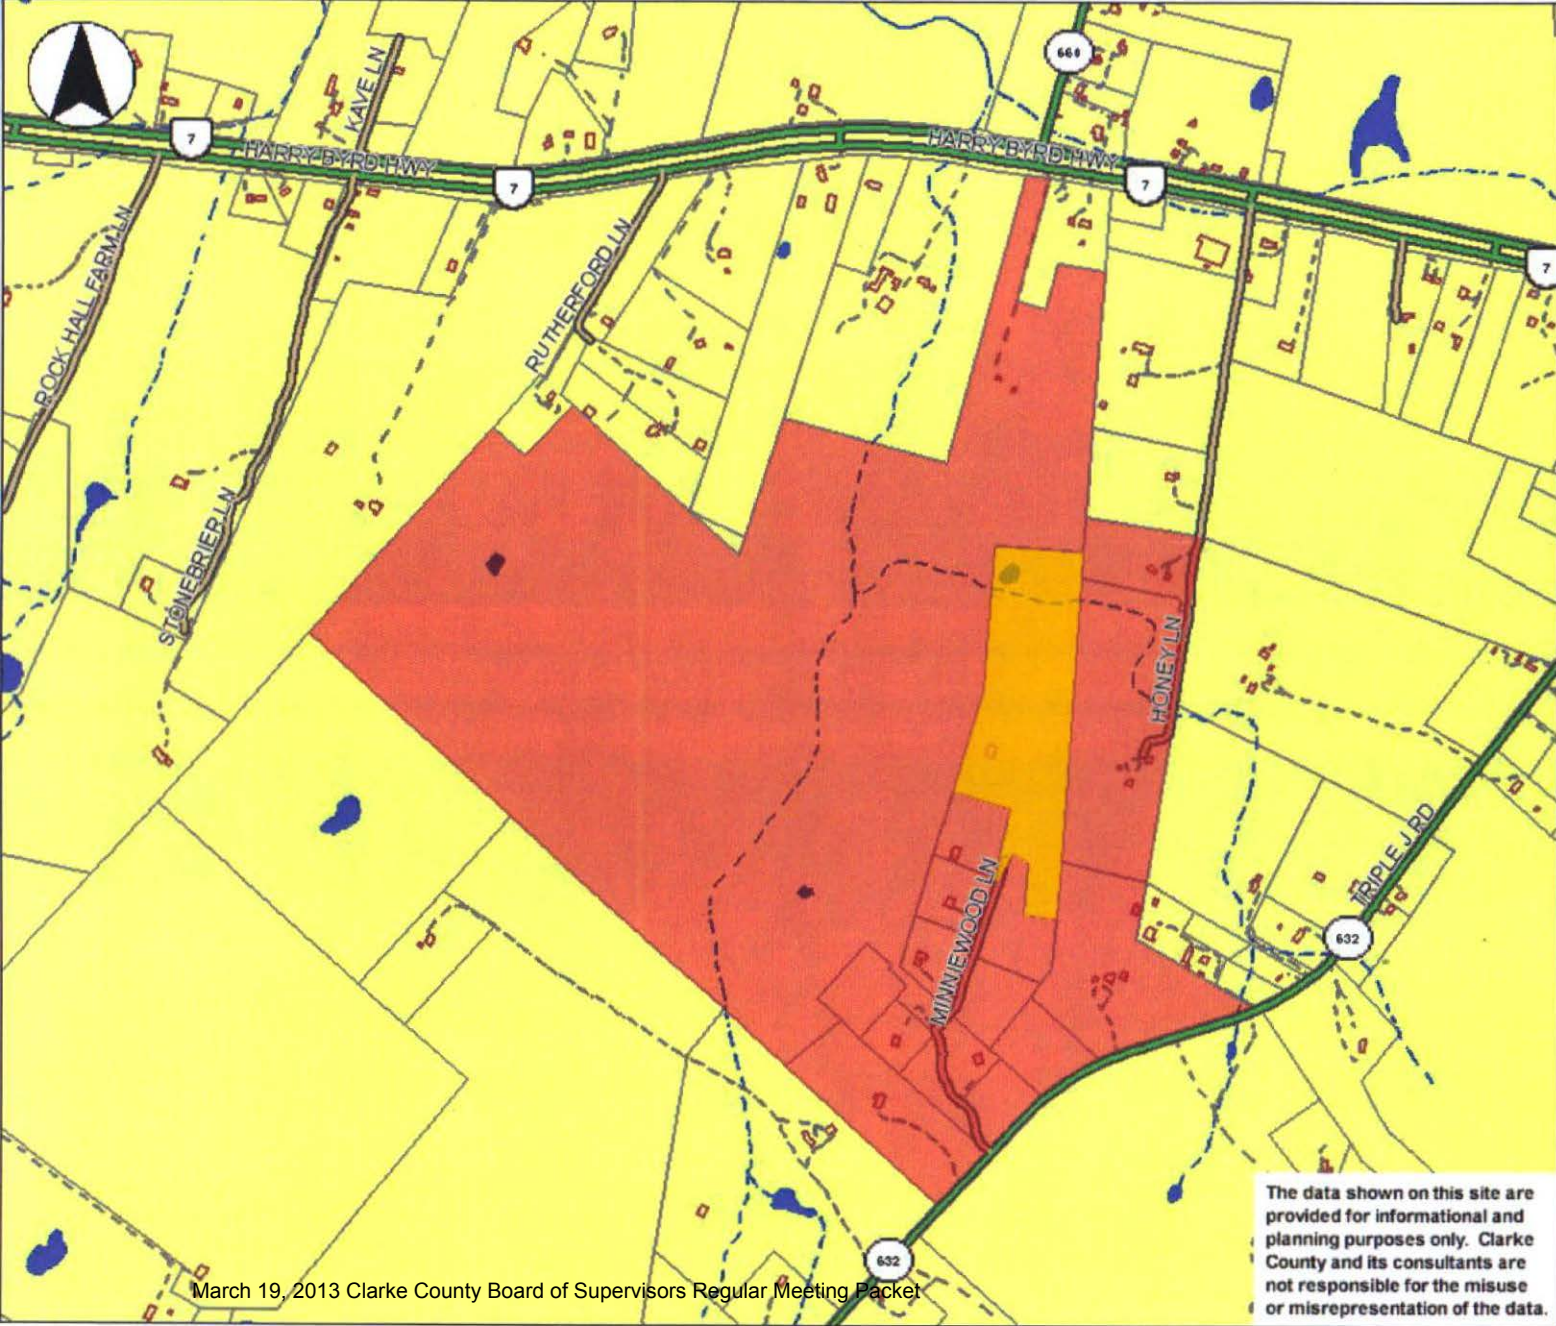 660
KAVE LN
7
HARRY BYRD HWY
HARRY BYRD HWY
7
7
7
ROCK HALL FARM LN
RUTHERFORD LN
STONEBRIER LN
HONEY LN
TRIPLE J RD
MINNIEWOOD LN
632
632
The data shown on this site are
provided for informational and
planning purposes only. Clarke
County and its consultants are
not responsible for the misuse
or misrepresentation of the data.
March 19, 2013 Clarke County Board of Supervisors Regular Meeting Packet